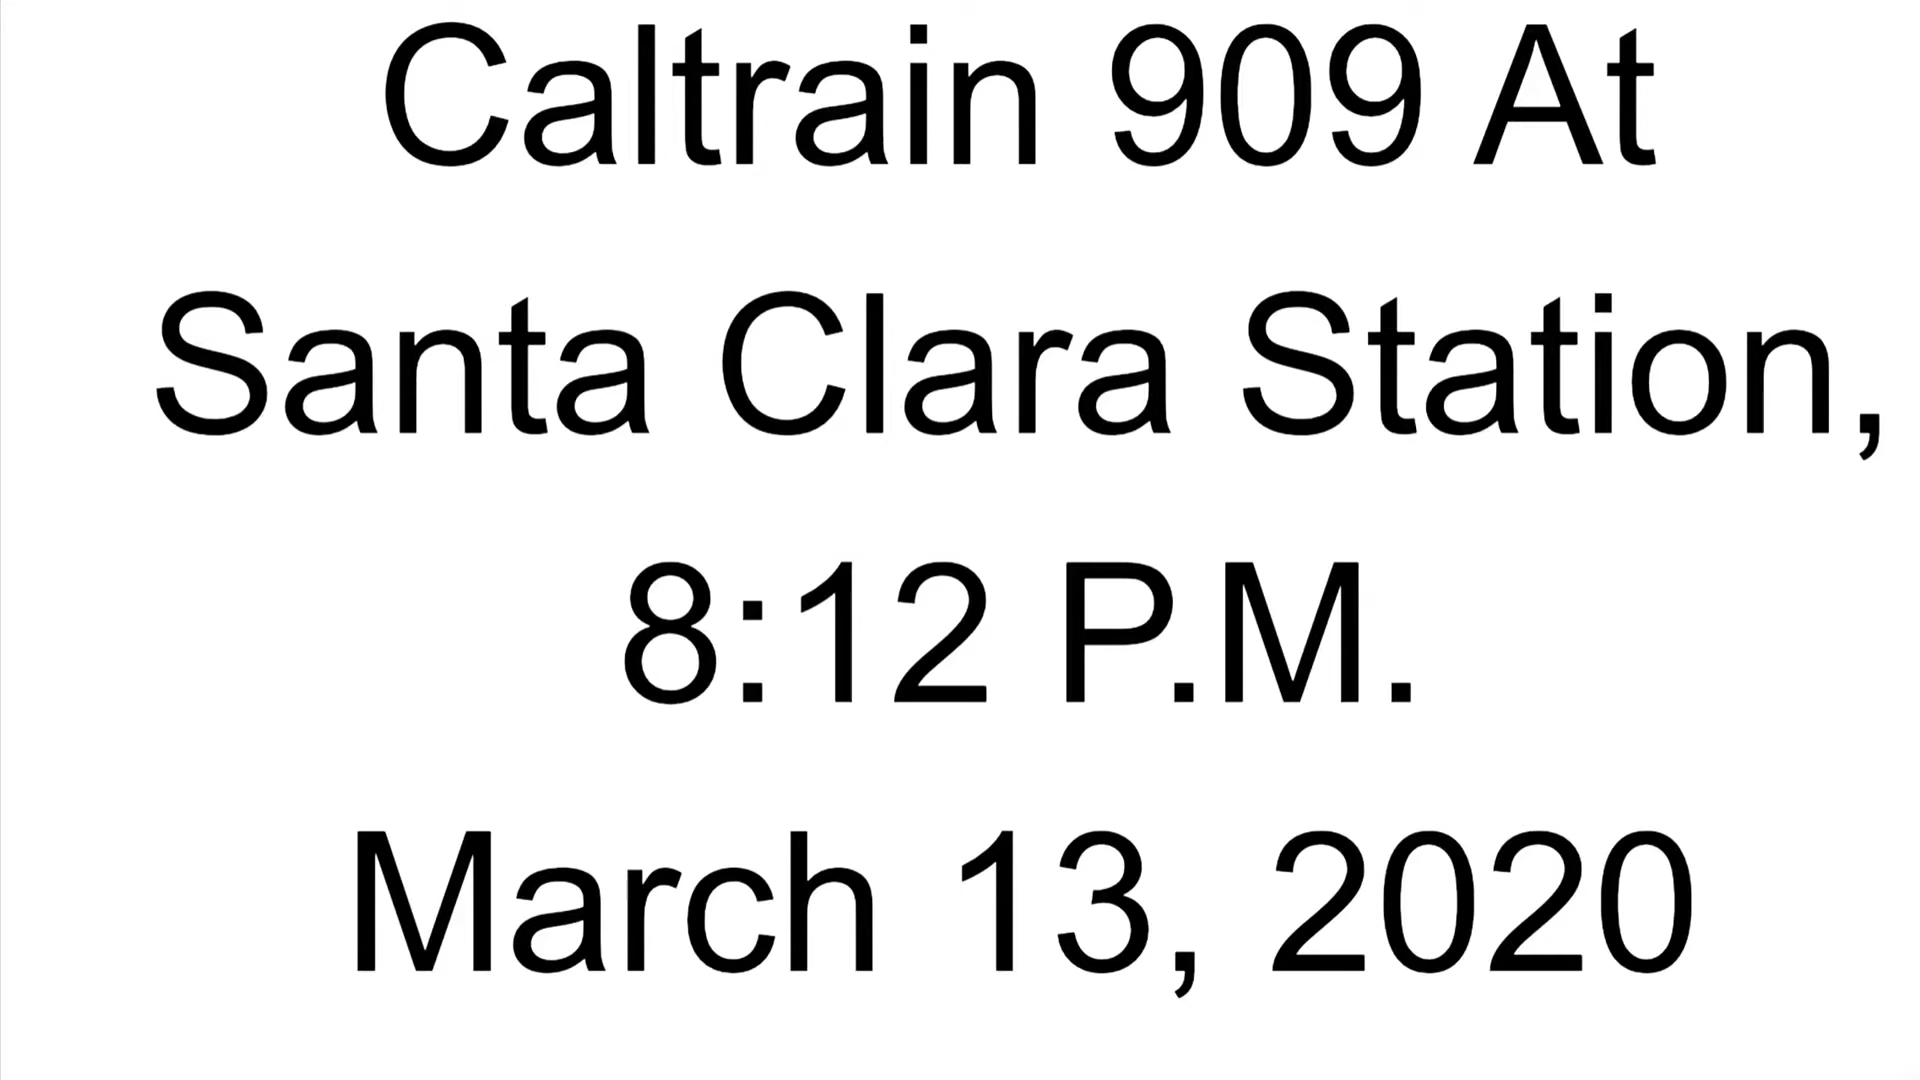 Caltrain 909 At
Santa Clara Station,
8:12 P.M.
March 13, 2020